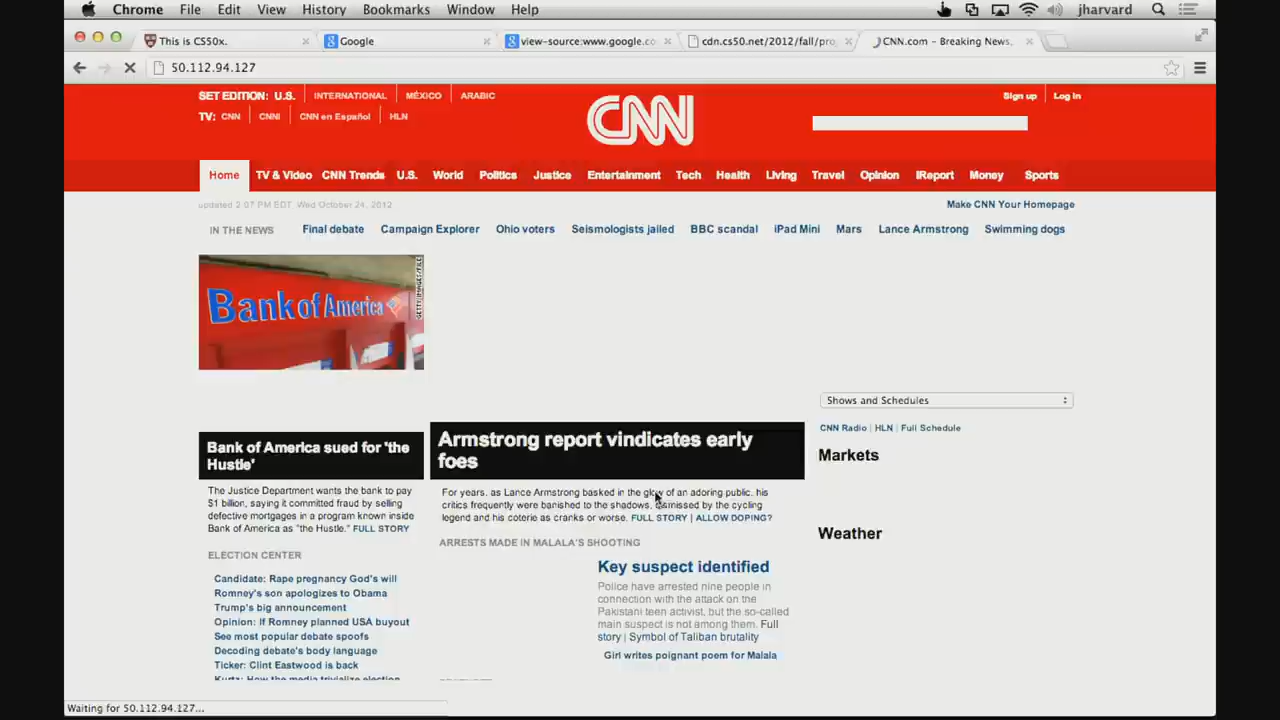 Chrome File Edit View History Bookmarks Window Help jharvard
This is CS50x. Google view-source:www.google.co cdn.cs50.net/2012/fall/pro CNN.com - Breaking News,
50.112.94.127
SET EDITION: U.S. INTERNATIONAL MÉXICO ARABIC
Sign up Log in
CNN
TV: CNN CNNi CNN en Español HLN
Home TV & Video CNN Trends U.S. World Politics Justice Entertainment Tech Health Living Travel Opinion iReport Money Sports
updated 2:07 PM EDT, Wed October 24, 2012
Make CNN Your Homepage
IN THE NEWS Final debate Campaign Explorer Ohio voters Seismologists jailed BBC scandal iPad Mini Mars Lance Armstrong Swimming dogs
Bank of America
GETTY IMAGES/FILE
Bank of America sued for 'the
Hustle'
The Justice Department wants the bank to pay
$1 billion, saying it committed fraud by selling
defective mortgages in a program known inside
Bank of America as "the Hustle." FULL STORY
ELECTION CENTER
Candidate: Rape pregnancy God's will
Romney's son apologizes to Obama
Trump's big announcement
Opinion: If Romney planned USA buyout
See most popular debate spoofs
Decoding debate's body language
Ticker: Clint Eastwood is back
Kurtz: How the media trivialize election
Armstrong report vindicates early
foes
For years, as Lance Armstrong basked in the glow of an adoring public, his
critics frequently were banished to the shadows, dismissed by the cycling
legend and his coterie as cranks or worse. FULL STORY | ALLOW DOPING?
ARRESTS MADE IN MALALA'S SHOOTING
Key suspect identified
Police have arrested nine people in
connection with the attack on the
Pakistani teen activist, but the so-called
main suspect is not among them. Full
story | Symbol of Taliban brutality
Girl writes poignant poem for Malala
Shows and Schedules
CNN Radio | HLN | Full Schedule
Markets
Weather
Waiting for 50.112.94.127...